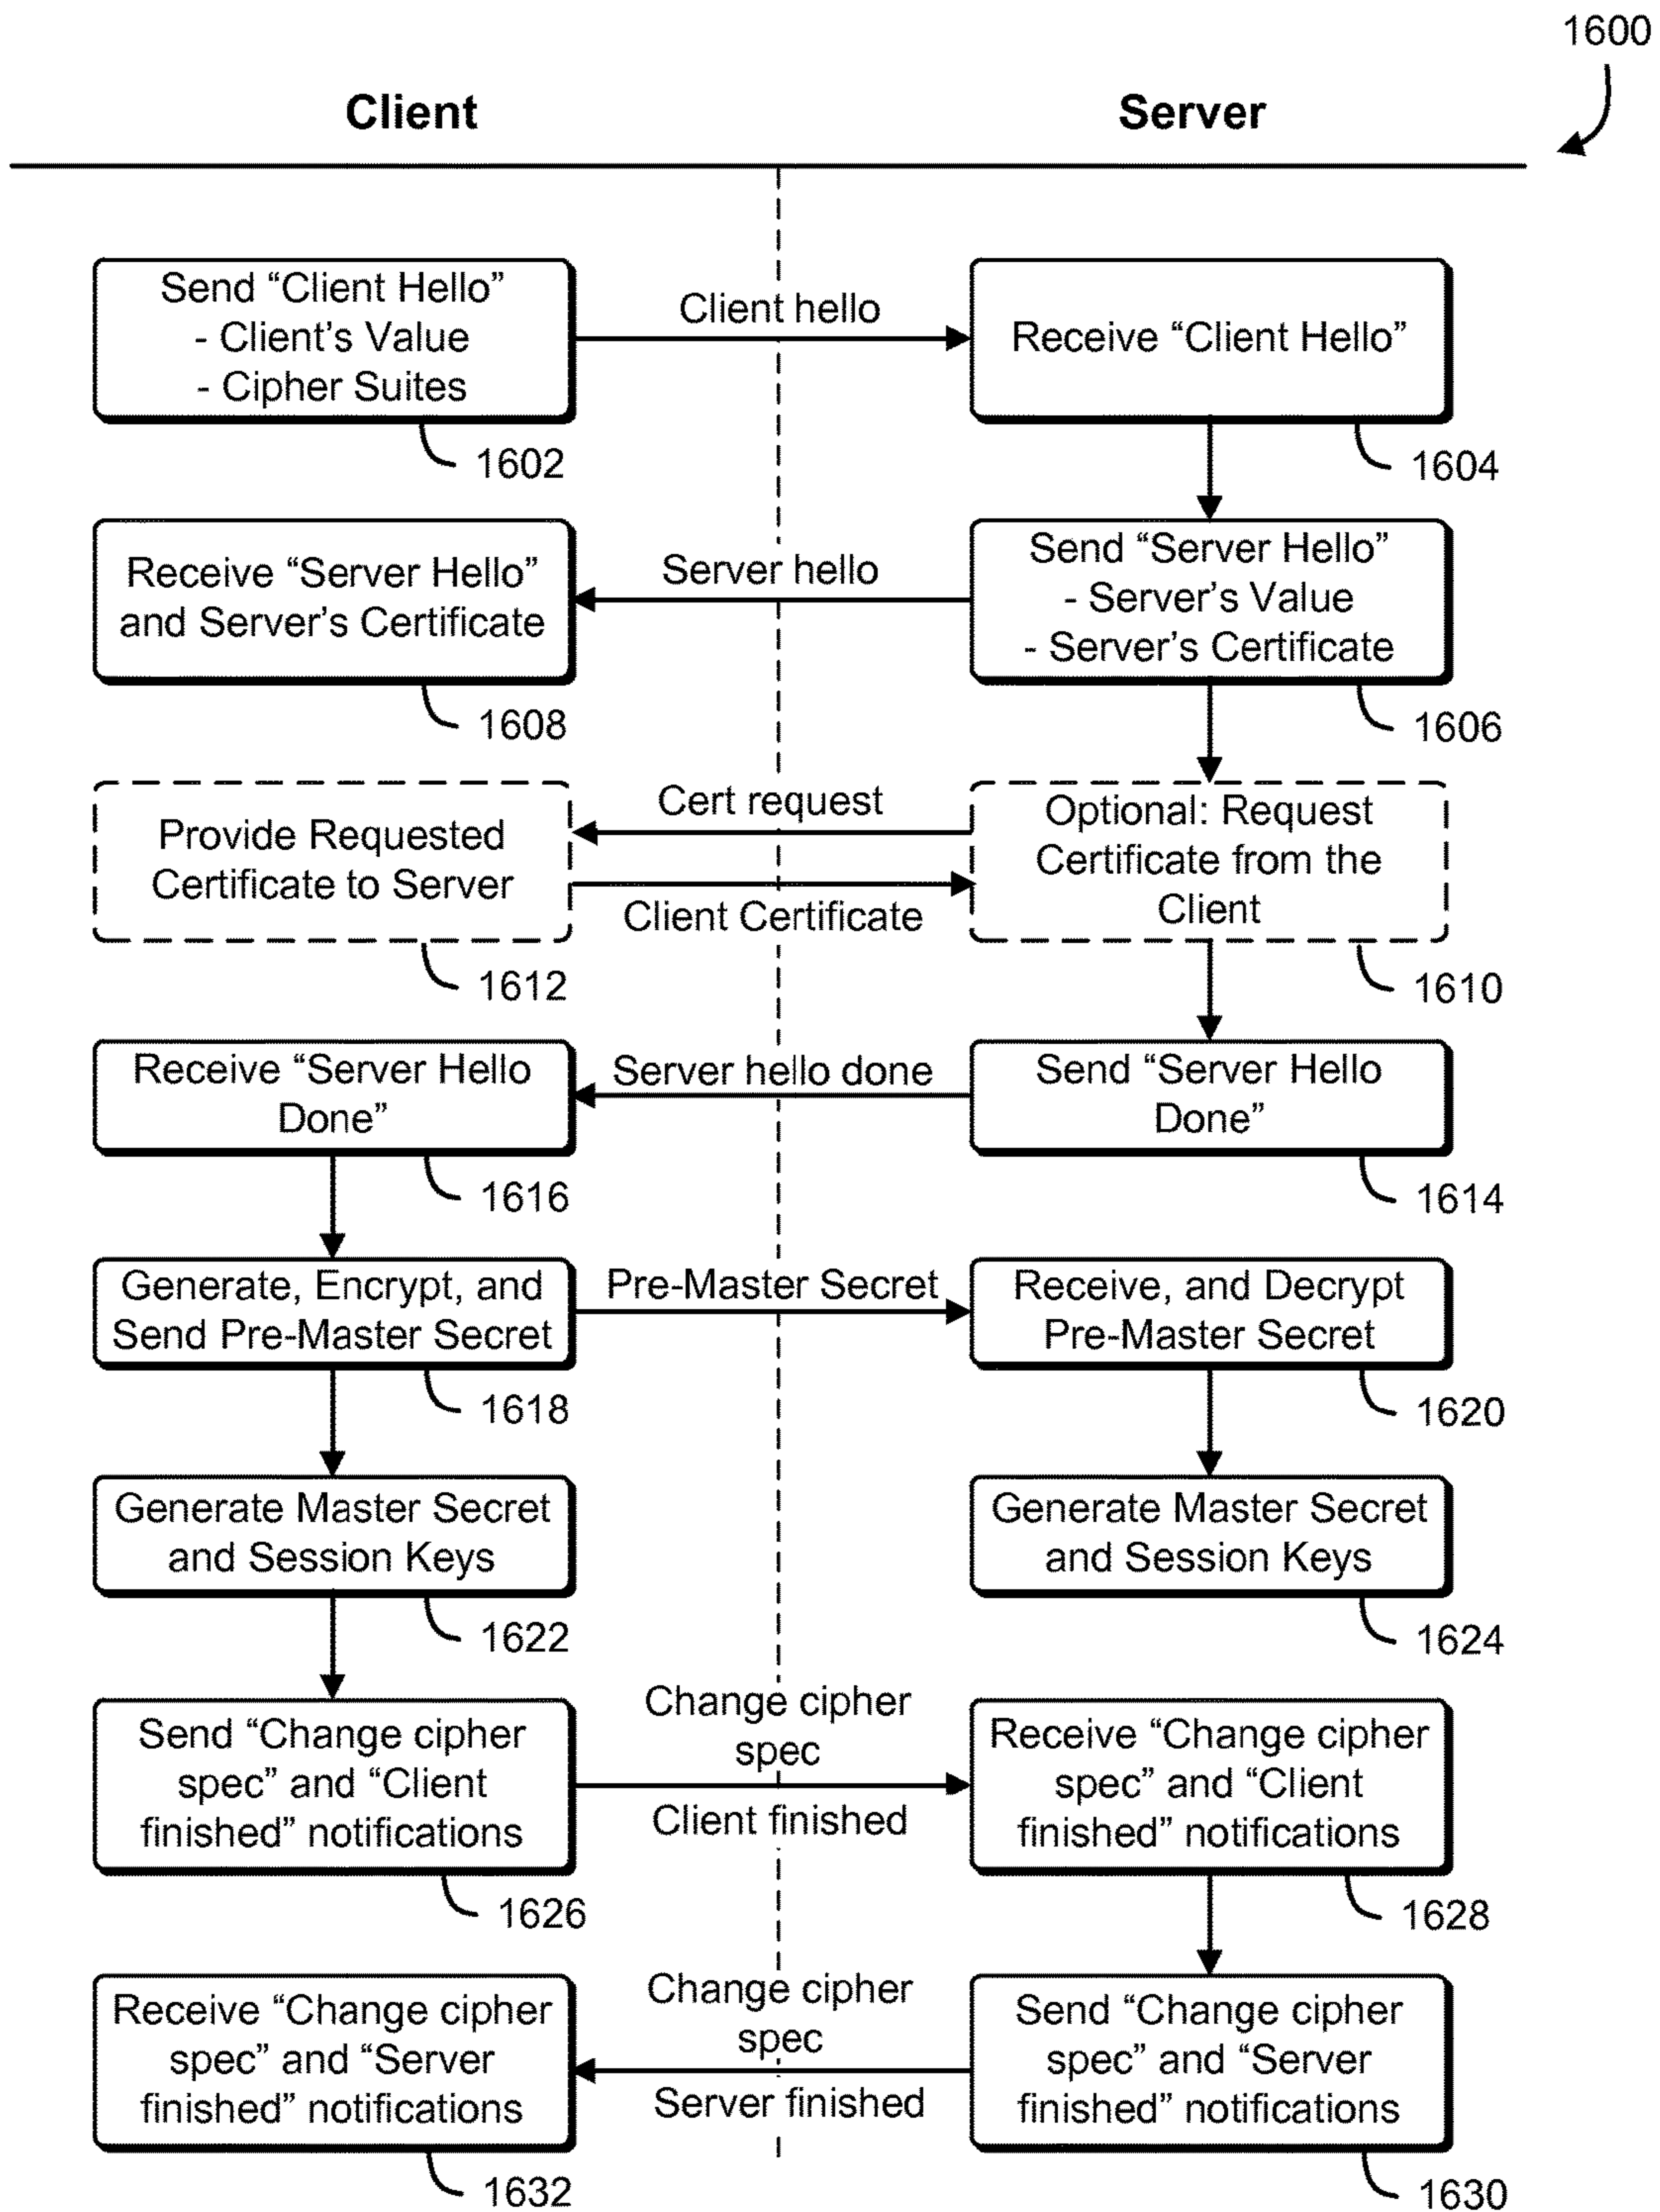 1600
Client
Server
Send “Client Hello”
- Client’s Value
- Cipher Suites
Client hello
Receive “Client Hello”
1602
1604
Receive “Server Hello”
and Server’s Certificate
Server hello
Send “Server Hello”
- Server’s Value
- Server’s Certificate
1608
1606
Provide Requested
Certificate to Server
Cert request
Client Certificate
Optional: Request
Certificate from the
Client
1612
1610
Receive “Server Hello
Done”
Server hello done
Send “Server Hello
Done”
1616
1614
Generate, Encrypt, and
Send Pre-Master Secret
Pre-Master Secret
Receive, and Decrypt
Pre-Master Secret
1618
1620
Generate Master Secret
and Session Keys
Generate Master Secret
and Session Keys
1622
1624
Send “Change cipher
spec” and “Client
finished” notifications
Change cipher
spec
Client finished
Receive “Change cipher
spec” and “Client
finished” notifications
1626
1628
Receive “Change cipher
spec” and “Server
finished” notifications
Change cipher
spec
Server finished
Send “Change cipher
spec” and “Server
finished” notifications
1632
1630